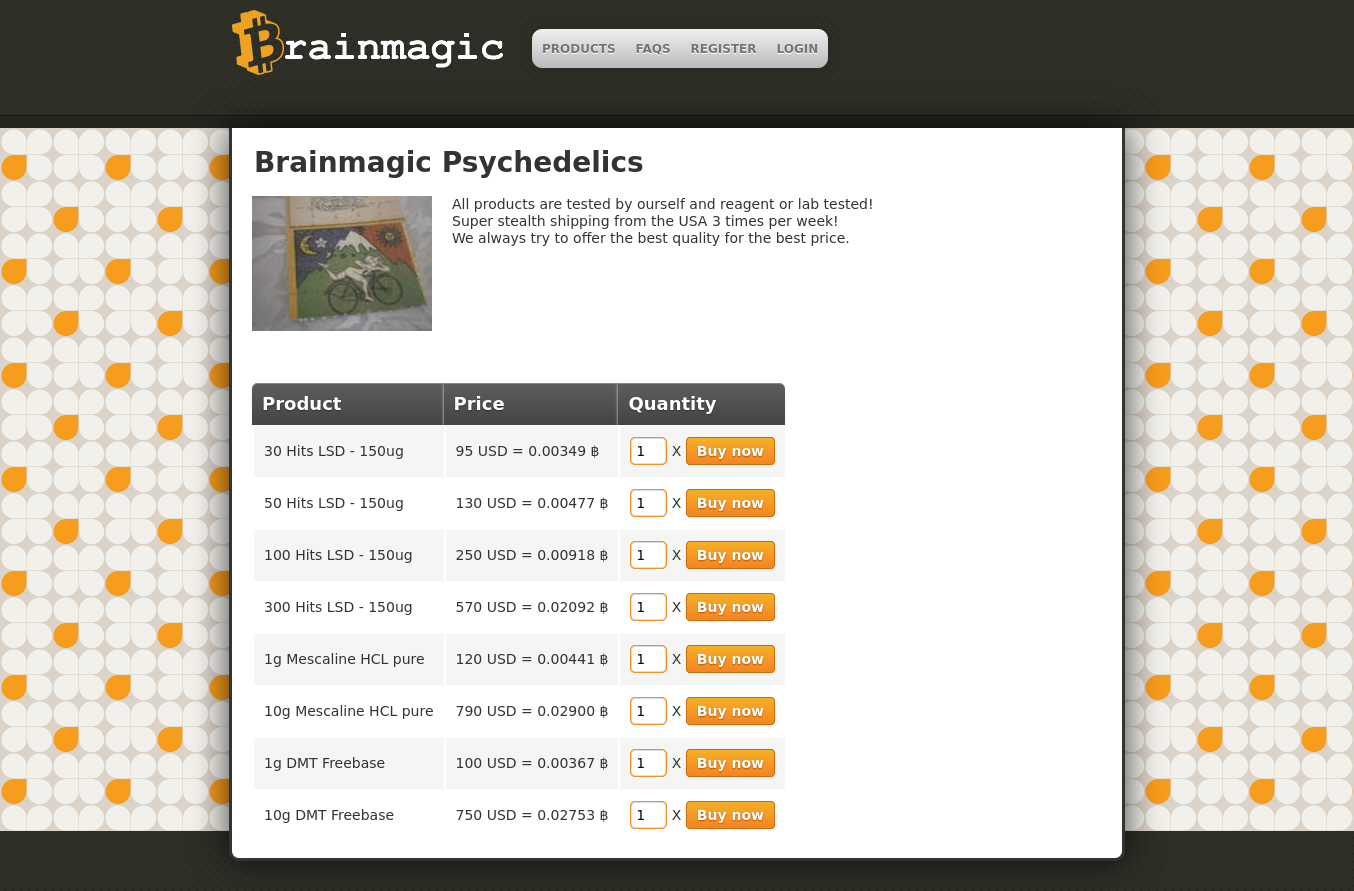 Brainmagic
PRODUCTS FAQS REGISTER LOGIN
Brainmagic Psychedelics
All products are tested by ourself and reagent or lab tested!
Super stealth shipping from the USA 3 times per week!
We always try to offer the best quality for the best price.
Product Price Quantity
30 Hits LSD - 150ug 95 USD = 0.00349 ฿ 1 X Buy now
50 Hits LSD - 150ug 130 USD = 0.00477 ฿ 1 X Buy now
100 Hits LSD - 150ug 250 USD = 0.00918 ฿ 1 X Buy now
300 Hits LSD - 150ug 570 USD = 0.02092 ฿ 1 X Buy now
1g Mescaline HCL pure 120 USD = 0.00441 ฿ 1 X Buy now
10g Mescaline HCL pure 790 USD = 0.02900 ฿ 1 X Buy now
1g DMT Freebase 100 USD = 0.00367 ฿ 1 X Buy now
10g DMT Freebase 750 USD = 0.02753 ฿ 1 X Buy now